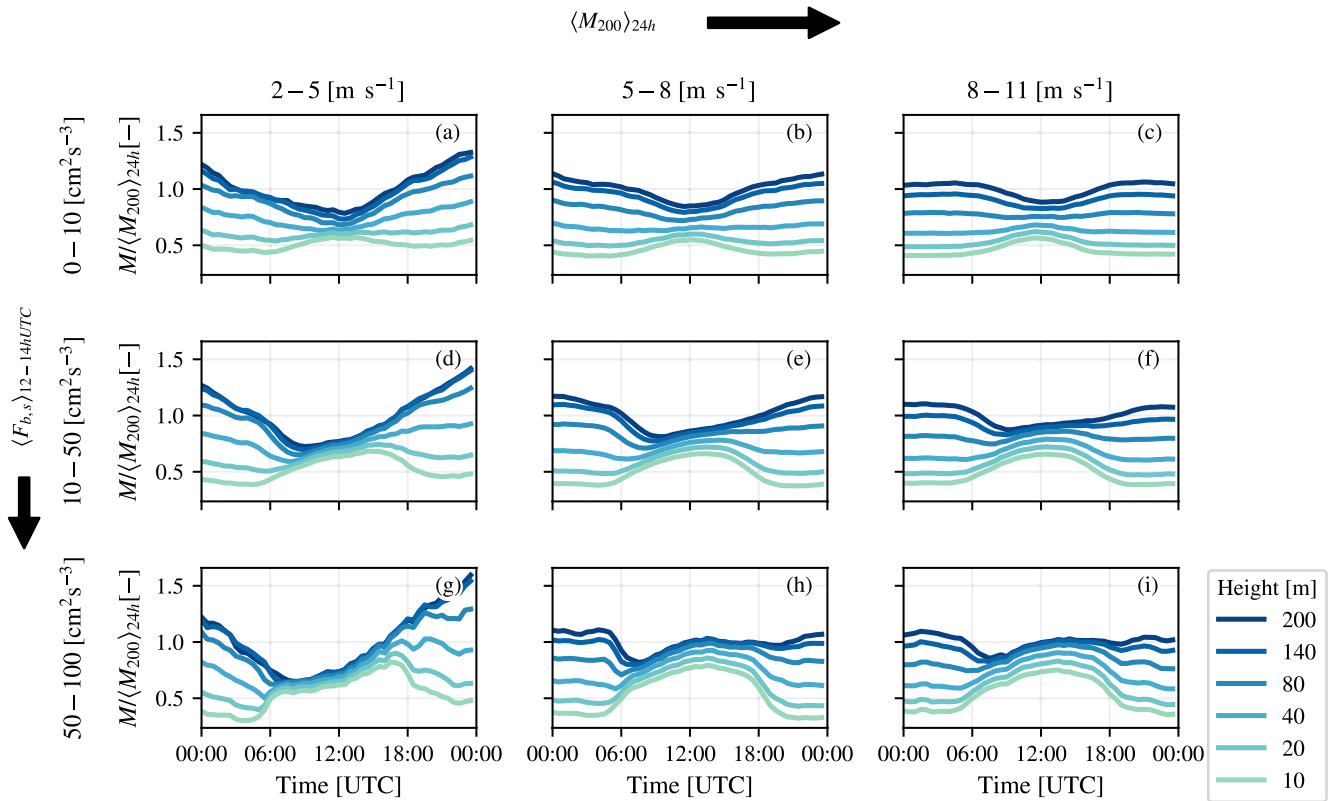 ⟨M₂₀₀⟩₂₄ₕ
2 – 5 [m s⁻¹]
5 – 8 [m s⁻¹]
8 – 11 [m s⁻¹]
0 – 10 [cm²s⁻³]
M/⟨M₂₀₀⟩₂₄ₕ[−]
1.5
1.0
0.5
(a)
(b)
(c)
⟨F_{b,s}⟩_{12−14hUTC}
10 – 50 [cm²s⁻³]
M/⟨M₂₀₀⟩₂₄ₕ[−]
1.5
1.0
0.5
(d)
(e)
(f)
50 – 100 [cm²s⁻³]
M/⟨M₂₀₀⟩₂₄ₕ[−]
1.5
1.0
0.5
(g)
(h)
(i)
00:00 06:00 12:00 18:00 00:00
00:00 06:00 12:00 18:00 00:00
00:00 06:00 12:00 18:00 00:00
Time [UTC]
Time [UTC]
Time [UTC]
Height [m]
200
140
80
40
20
10